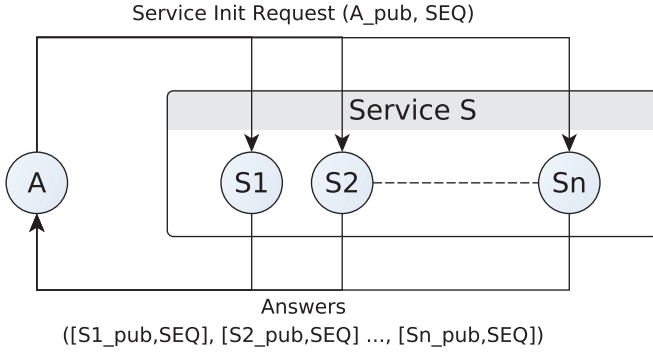 Service Init Request (A_pub, SEQ)
Service S
A
S1
S2
Sn
Answers
([S1_pub,SEQ], [S2_pub,SEQ] ..., [Sn_pub,SEQ])